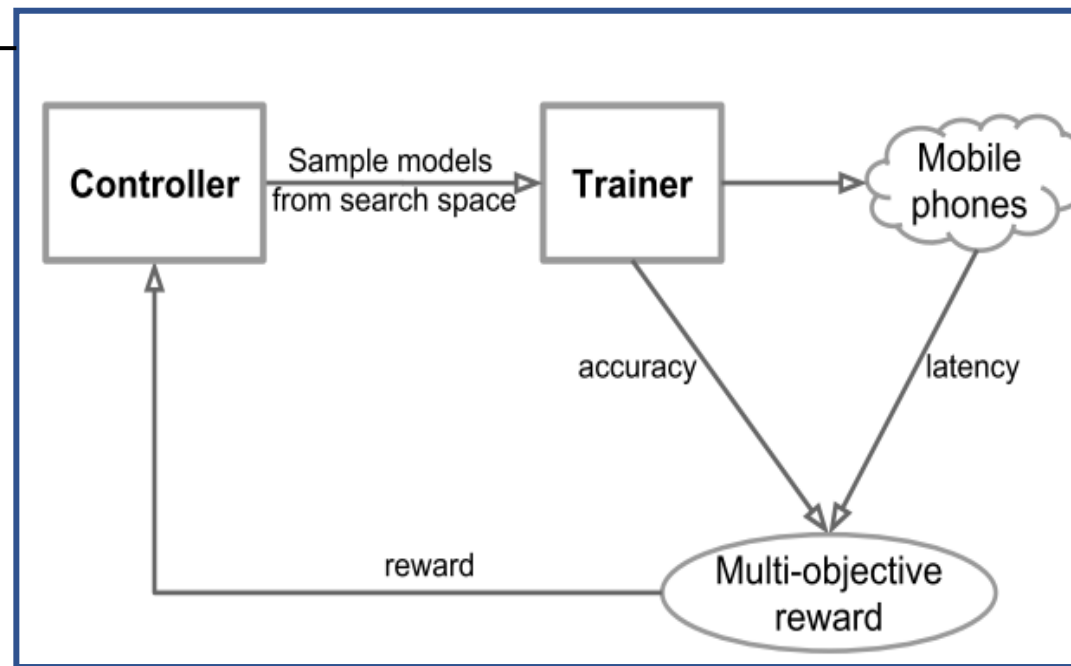 Controller
Sample models
from search space
Trainer
Mobile
phones
accuracy
latency
reward
Multi-objective
reward